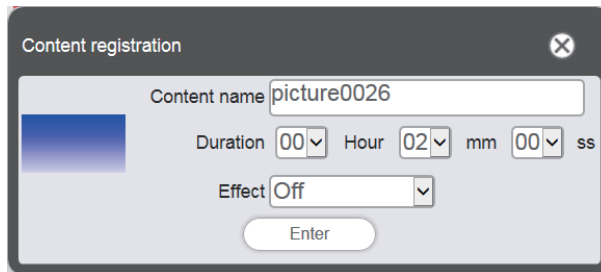 Content registration
Content name picture0026
Duration 00 Hour 02 mm 00 ss
Effect Off
Enter